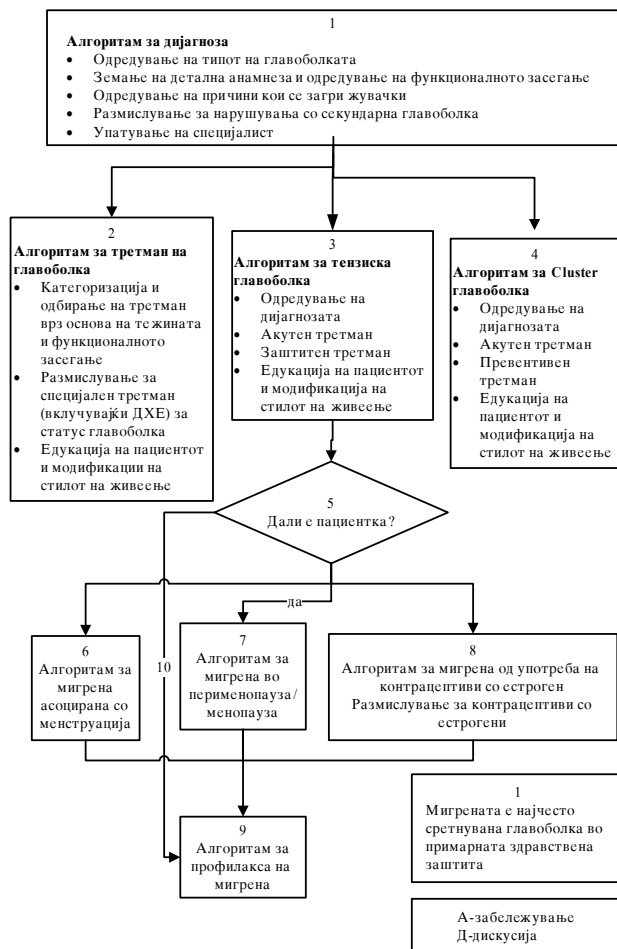 1
Алгоритам за дијагноза
• Одредување на типот на главоболката
• Земање на детална анамнеза и одредување на функционалното засегање
• Одредување на причини кои се загри жувачки
• Размислување за нарушувања со секундарна главоболка
• Упатување на специјалист
2
Алгоритам за третман на
главоболка
• Категоризација и
одбирање на третман
врз основа на тежината
и функционалното
засегање
• Размислување за
специјален третман
(вклучувајќи ДХЕ) за
статус главоболка
• Едукација на пациентот
и модификации на
стилот на живеење
3
Алгоритам за тензиска
главоболка
• Одредување на
дијагнозата
• Акутен третман
• Заштитен третман
• Едукација на пациентот
и модификација на
стилот на живеење
4
Алгоритам за Cluster
главоболка
• Одредување на
дијагнозата
• Акутен третман
• Превентивен
третман
• Едукација на
пациентот и
модификација на
стилот на живеење
5
Дали е пациентка?
да
6
Алгоритам за
мигрена
асоцирана со
менструација
10
7
Алгоритам за
мигрена во
перименопауза/
менопауза
8
Алгоритам за мигрена од употреба на
контрацептиви со естроген
Размислување за контрацептиви со
естрогени
9
Алгоритам за
профилакса на
мигрена
1
Мигрената е најчесто
сретнувана главоболка во
примарната здравствена
заштита
А-забележување
Д-дискусија